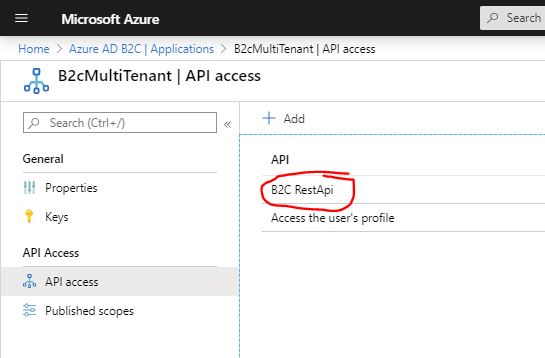 Microsoft Azure
Search
Home > Azure AD B2C | Applications > B2cMultiTenant | API access
B2cMultiTenant | API access
Search (Ctrl+/)
«
+ Add
General
Properties
Keys
API Access
API access
Published scopes
API
B2C RestApi
Access the user's profile